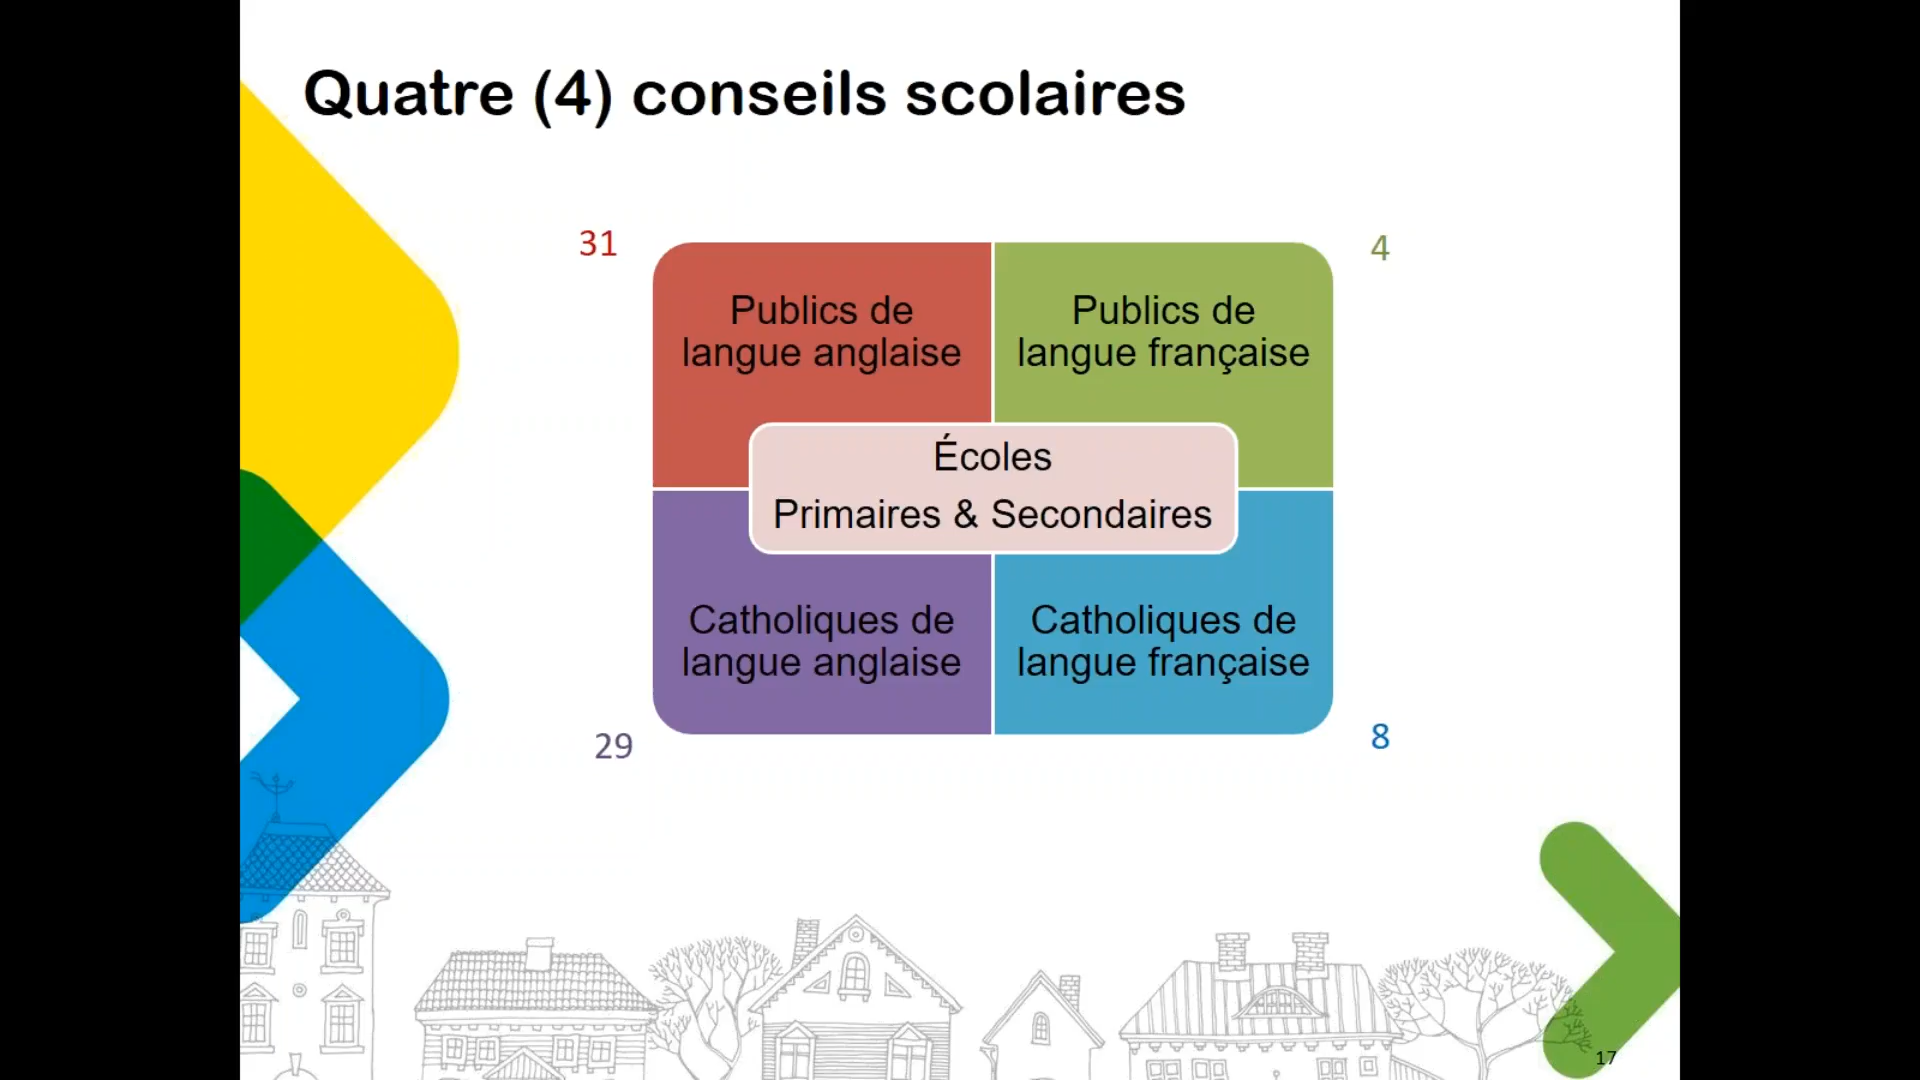 Quatre (4) conseils scolaires
31
4
Publics de
langue anglaise
Publics de
langue française
Écoles
Primaires & Secondaires
Catholiques de
langue anglaise
Catholiques de
langue française
29
8
17